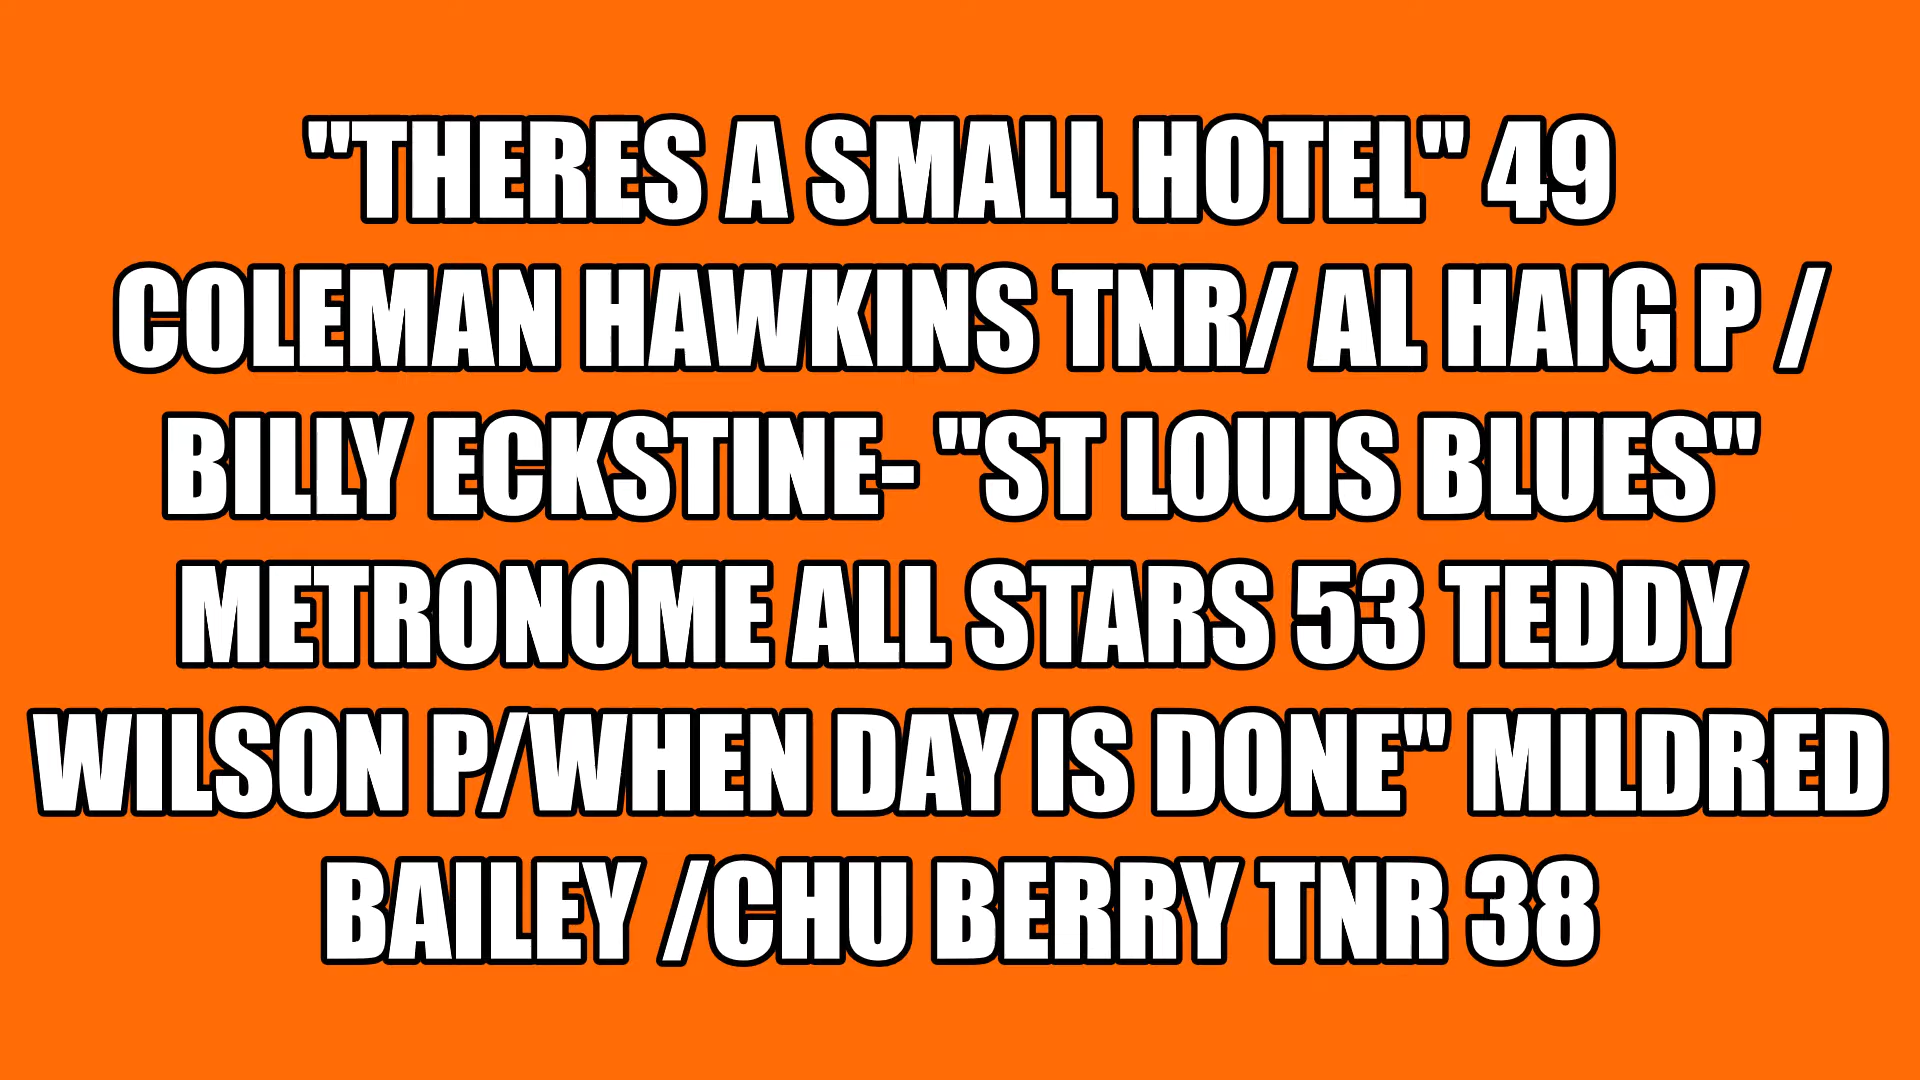 "THERES A SMALL HOTEL" 49
COLEMAN HAWKINS TNR/ AL HAIG P /
BILLY ECKSTINE- "ST LOUIS BLUES"
METRONOME ALL STARS 53 TEDDY
WILSON P/WHEN DAY IS DONE" MILDRED
BAILEY /CHU BERRY TNR 38